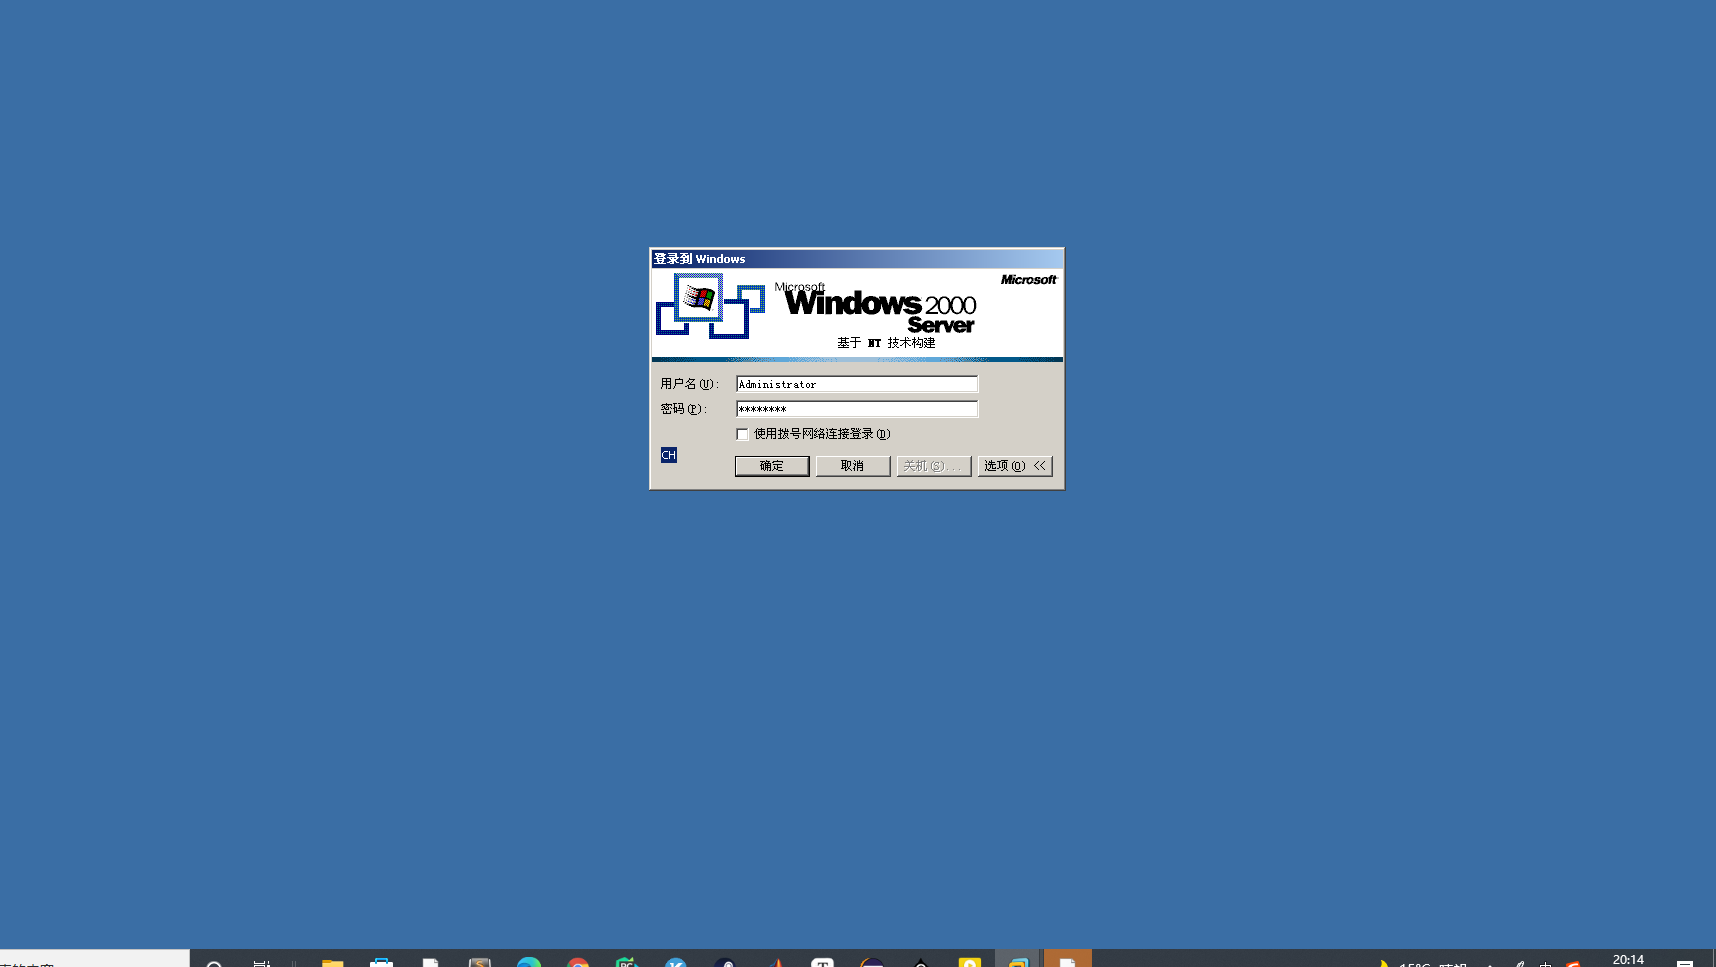 登录到 Windows
Microsoft
Microsoft
Windows 2000
Server
基于 NT 技术构建
用户名(U):
Administrator
密码(P):
********
使用拨号网络连接登录(D)
CH
确定
取消
关机(S)...
选项(O) <<
20:14